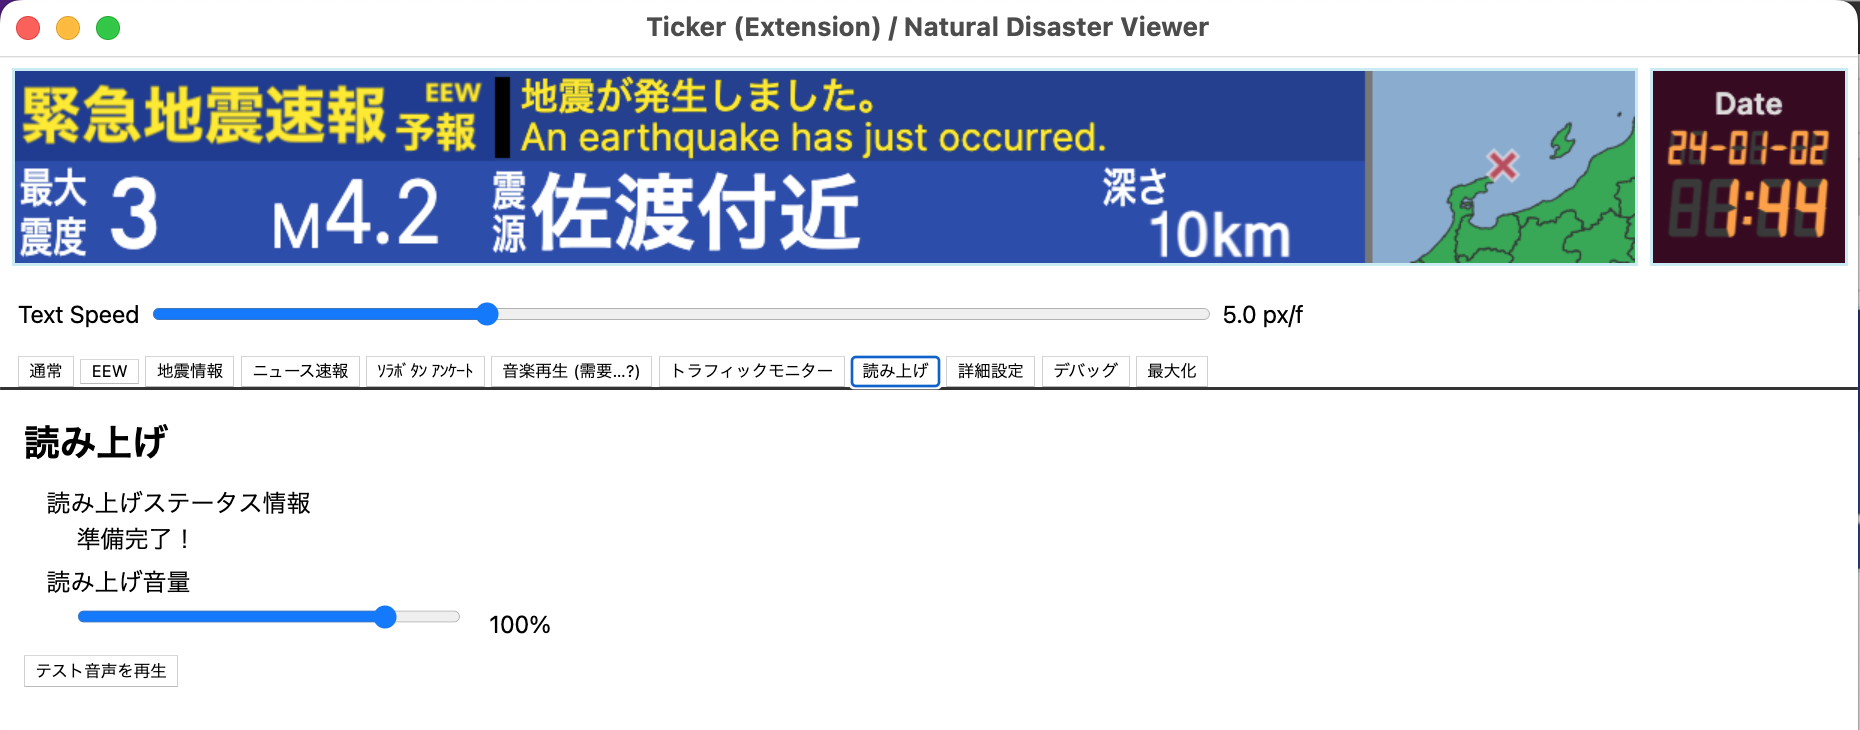 Ticker (Extension) / Natural Disaster Viewer
緊急地震速報 EEW 予報
地震が発生しました。
An earthquake has just occurred.
最大震度 3 M4.2 震源 佐渡付近 深さ 10km
Date
24-01-02
1:44
Text Speed 5.0 px/f
通常 EEW 地震情報 ニュース速報 ｿﾗﾎﾞﾀﾝ ｱﾝｹｰﾄ 音楽再生 (需要...?) トラフィックモニター 読み上げ 詳細設定 デバッグ 最大化
読み上げ
読み上げステータス情報
準備完了！
読み上げ音量
100%
テスト音声を再生